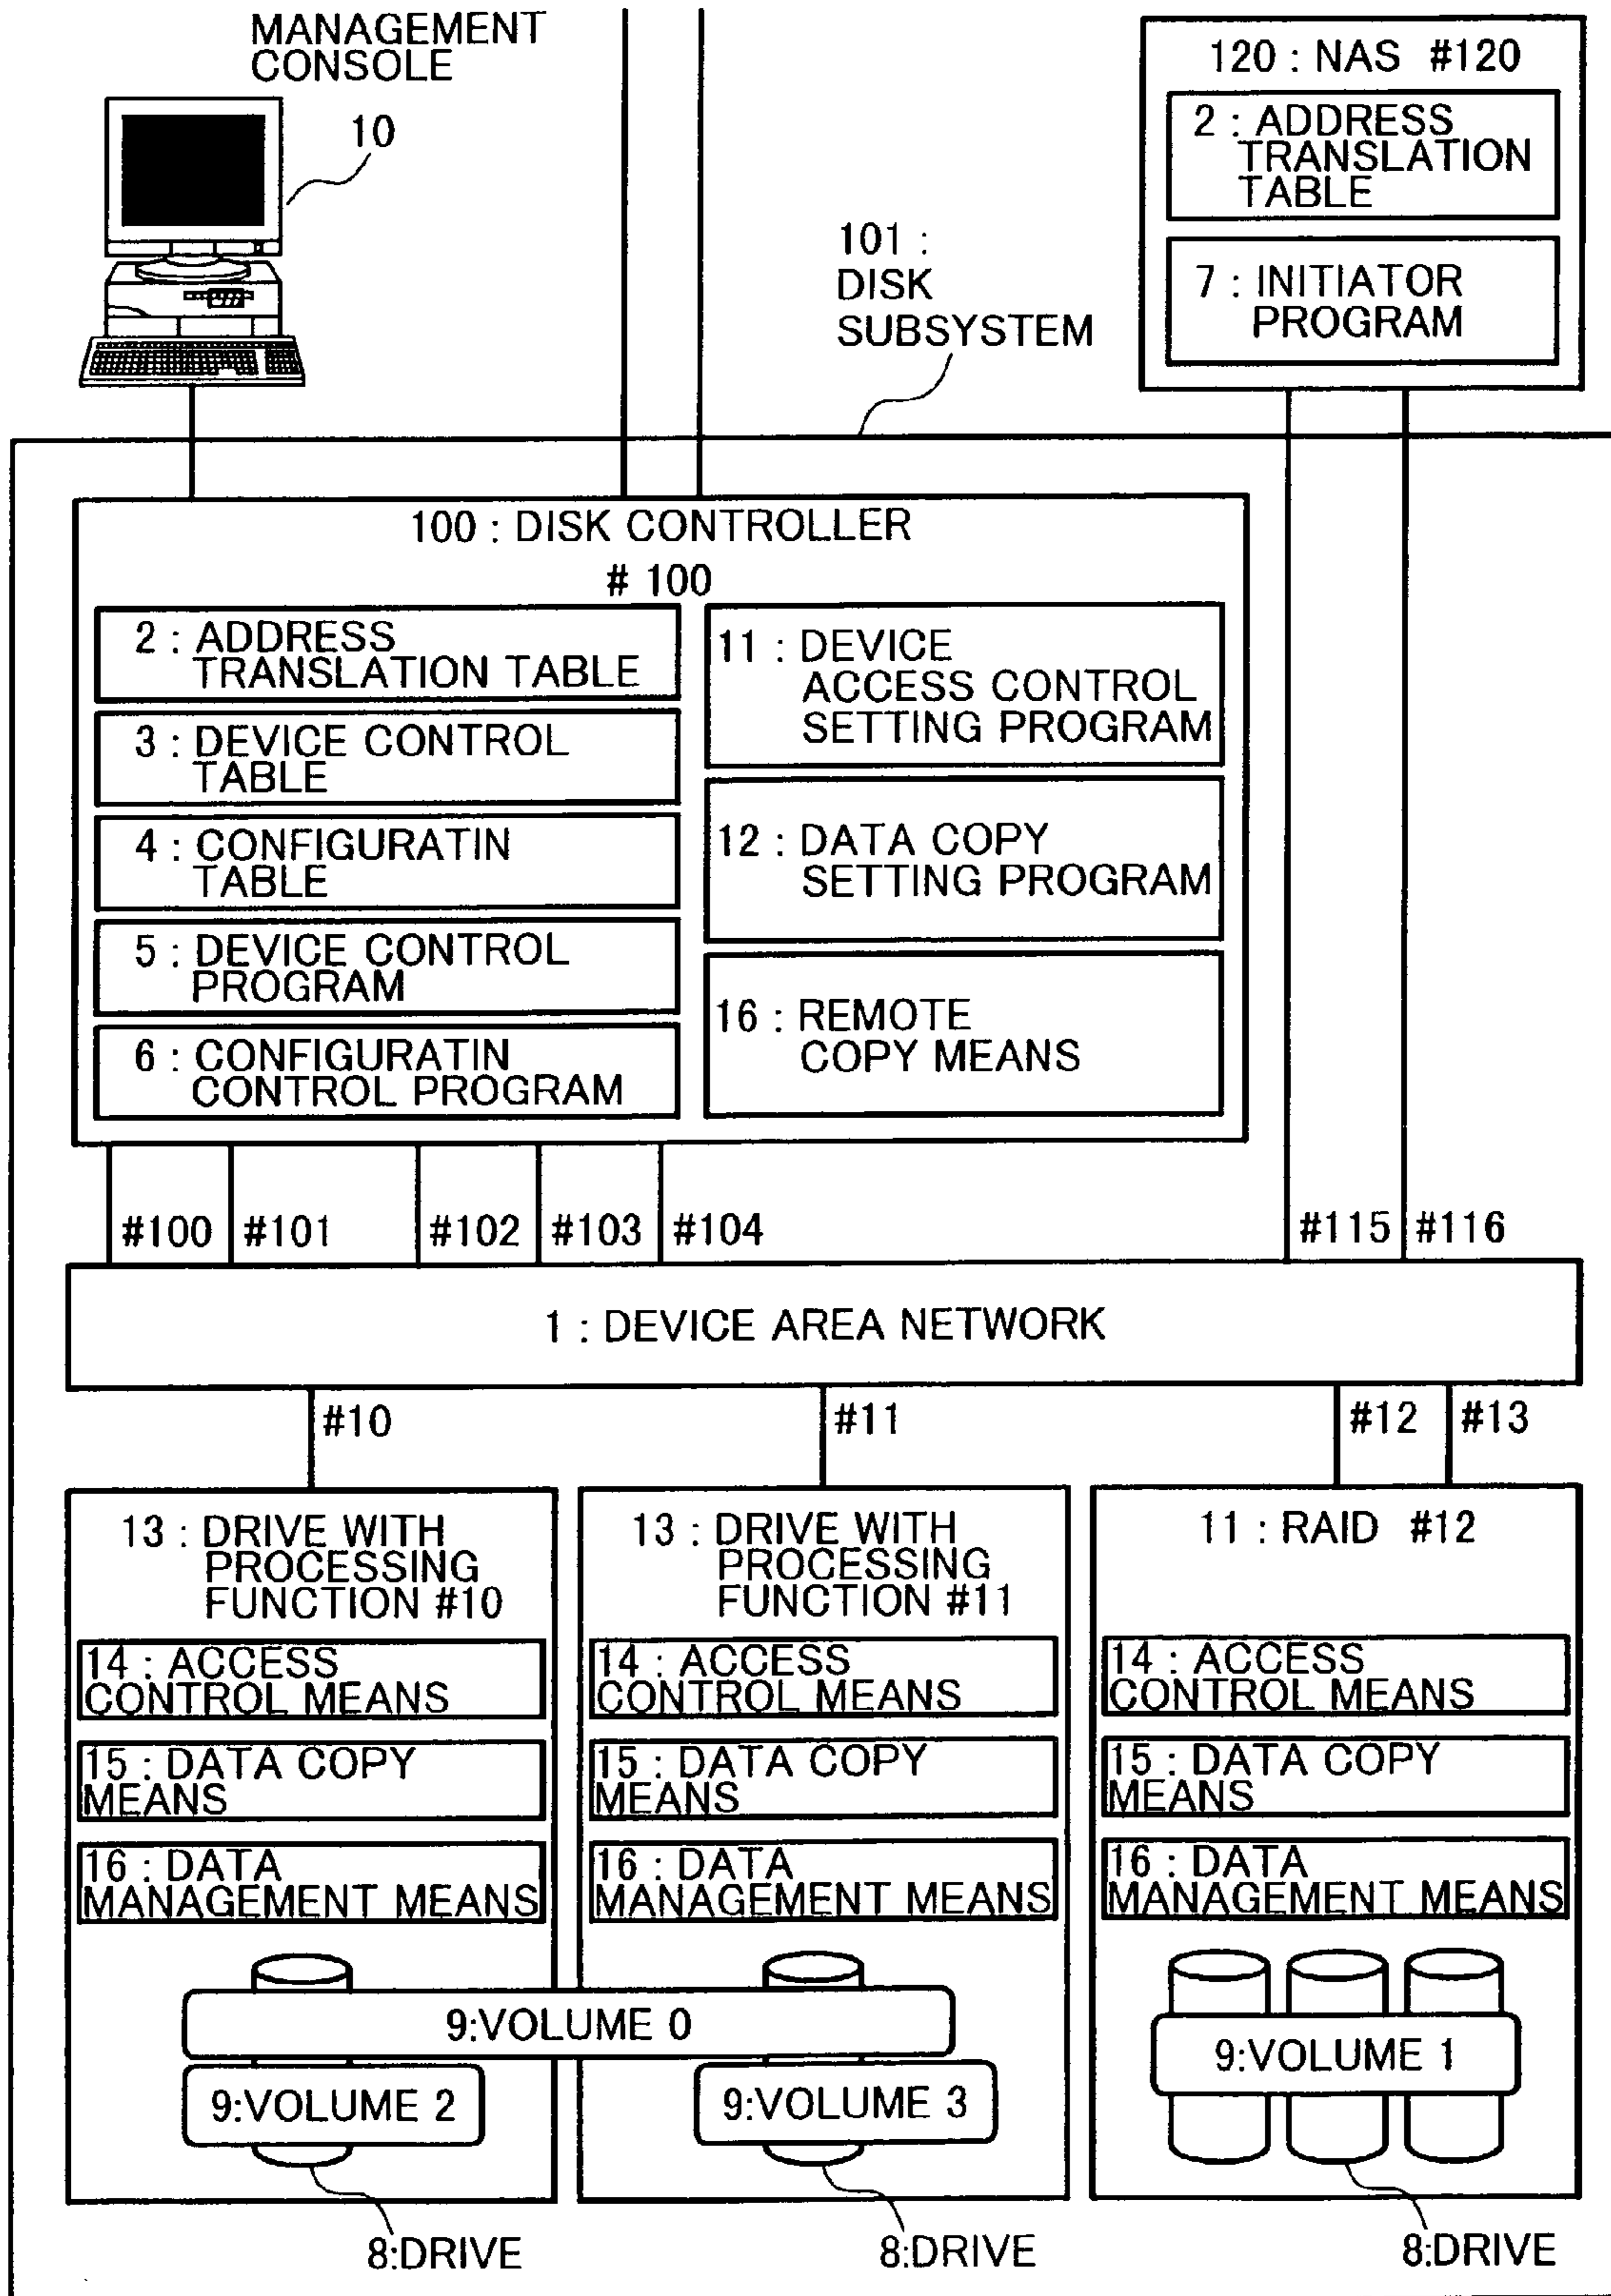 MANAGEMENT
CONSOLE
10
120 : NAS #120
2 : ADDRESS
TRANSLATION
TABLE
7 : INITIATOR
PROGRAM
101 :
DISK
SUBSYSTEM
100 : DISK CONTROLLER
# 100
2 : ADDRESS
TRANSLATION TABLE
3 : DEVICE CONTROL
TABLE
4 : CONFIGURATIN
TABLE
5 : DEVICE CONTROL
PROGRAM
6 : CONFIGURATIN
CONTROL PROGRAM
11 : DEVICE
ACCESS CONTROL
SETTING PROGRAM
12 : DATA COPY
SETTING PROGRAM
16 : REMOTE
COPY MEANS
#100 #101 #102 #103 #104 #115 #116
1 : DEVICE AREA NETWORK
#10 #11 #12 #13
13 : DRIVE WITH
PROCESSING
FUNCTION #10
14 : ACCESS
CONTROL MEANS
15 : DATA COPY
MEANS
16 : DATA
MANAGEMENT MEANS
13 : DRIVE WITH
PROCESSING
FUNCTION #11
14 : ACCESS
CONTROL MEANS
15 : DATA COPY
MEANS
16 : DATA
MANAGEMENT MEANS
11 : RAID #12
14 : ACCESS
CONTROL MEANS
15 : DATA COPY
MEANS
16 : DATA
MANAGEMENT MEANS
9:VOLUME 0
9:VOLUME 1
9:VOLUME 2
9:VOLUME 3
8:DRIVE
8:DRIVE
8:DRIVE